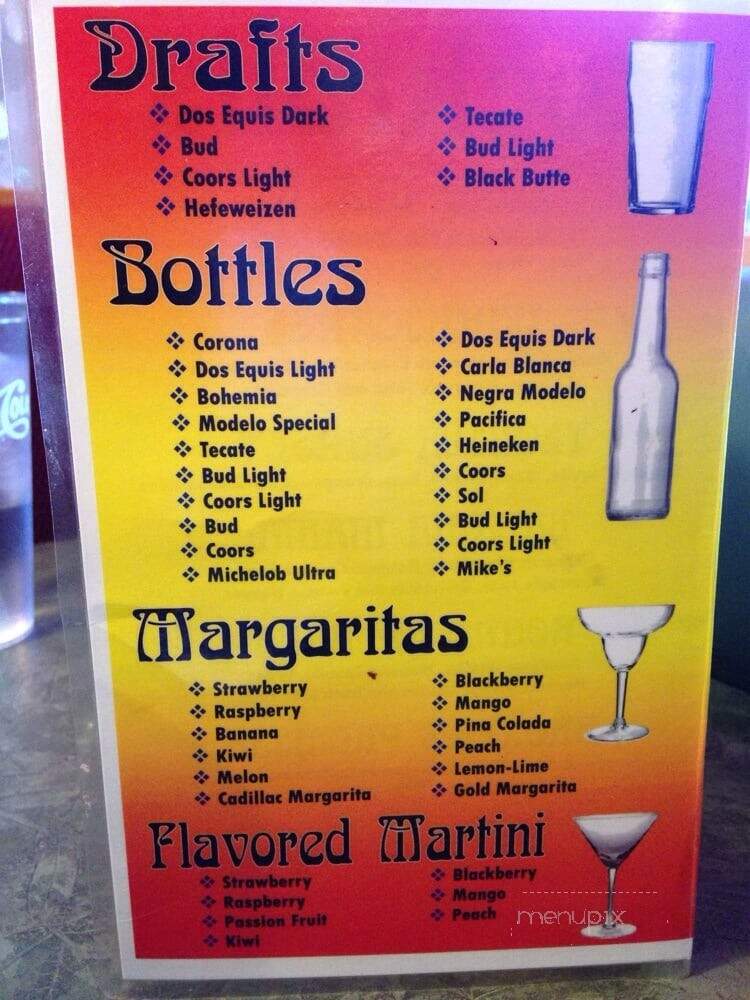 Drafts
Dos Equis Dark
Bud
Coors Light
Hefeweizen
Tecate
Bud Light
Black Butte
Bottles
Corona
Dos Equis Light
Bohemia
Modelo Special
Tecate
Bud Light
Coors Light
Bud
Coors
Michelob Ultra
Dos Equis Dark
Carla Blanca
Negra Modelo
Pacifica
Heineken
Coors
Sol
Bud Light
Coors Light
Mike's
Margaritas
Strawberry
Raspberry
Banana
Kiwi
Melon
Cadillac Margarita
Blackberry
Mango
Pina Colada
Peach
Lemon-Lime
Gold Margarita
Flavored Martini
Strawberry
Raspberry
Passion Fruit
Kiwi
Blackberry
Mango
Peach
menupix